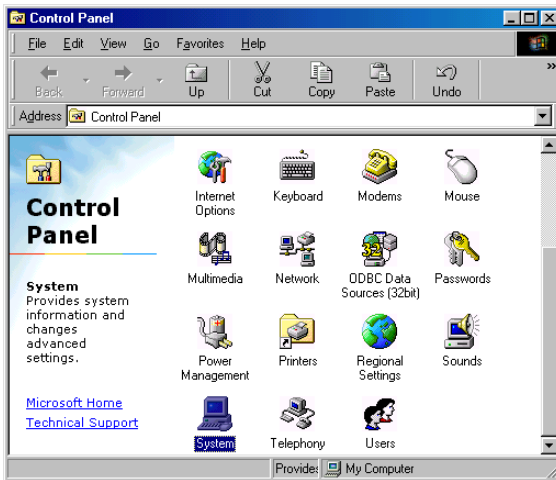 Control Panel
File Edit View Go Favorites Help
Back Forward Up Cut Copy Paste Undo »
Address Control Panel
Control
Panel
System
Provides system
information and
changes
advanced
settings.
Microsoft Home
Technical Support
Internet
Options
Keyboard
Modems
Mouse
Multimedia
Network
32
ODBC Data
Sources (32bit)
Passwords
Power
Management
Printers
Regional
Settings
Sounds
System
Telephony
Users
Provide: My Computer